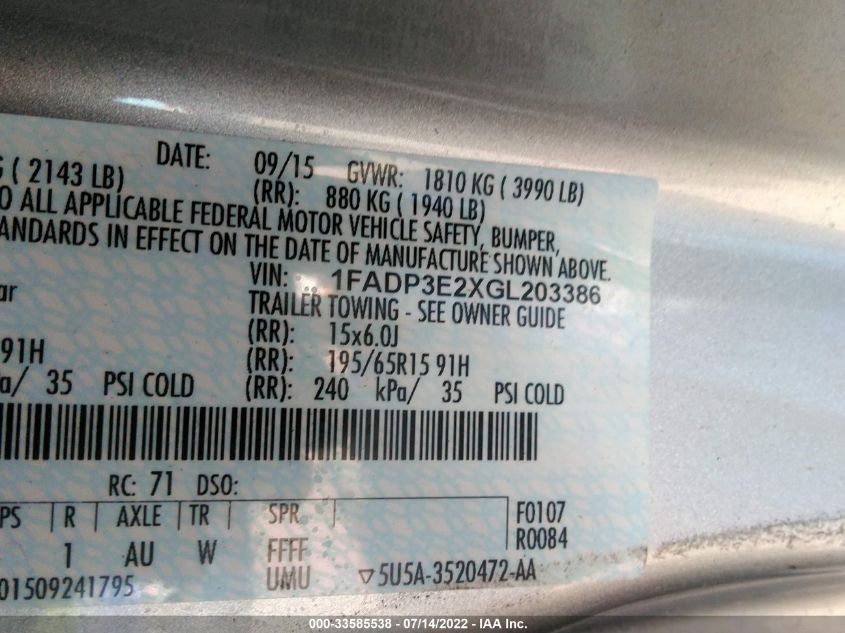 DATE: 09/15 GVWR: 1810 KG ( 3990 LB)
( 2143 LB) (RR): 880 KG ( 1940 LB)
O ALL APPLICABLE FEDERAL MOTOR VEHICLE SAFETY, BUMPER,
ANDARDS IN EFFECT ON THE DATE OF MANUFACTURE SHOWN ABOVE.
VIN: 1FADP3E2XGL203386
ar TRAILER TOWING - SEE OWNER GUIDE
(RR): 15x6.0J
91H (RR): 195/65R15 91H
a/ 35 PSI COLD (RR): 240 kPa/ 35 PSI COLD
RC: 71 DSO:
PS R AXLE TR SPR F0107
1 AU W FFFF R0084
01509241795 UMU ▽5U5A-3520472-AA
000-33585538 - 07/14/2022 - IAA Inc.